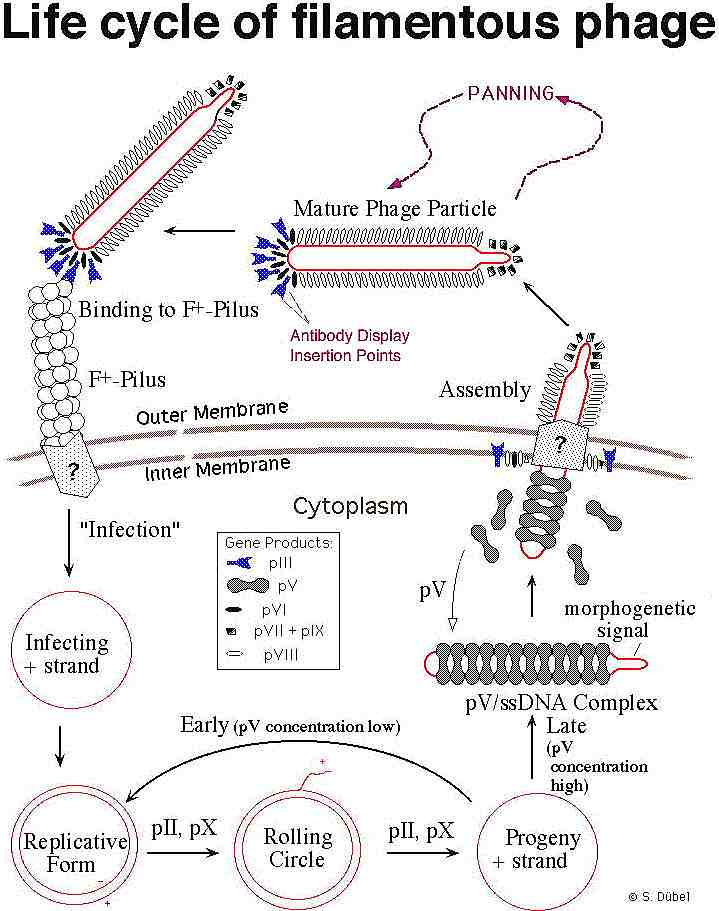 Life cycle of filamentous phage
PANNING
Mature Phage Particle
Binding to F+-Pilus
Antibody Display
Insertion Points
F+-Pilus
Assembly
Outer Membrane
?
?
Inner Membrane
Cytoplasm
"Infection"
Gene Products:
pIII
pV
pVI
pVII + pIX
pVIII
pV
morphogenetic
signal
Infecting
+ strand
pV/ssDNA Complex
Early (pV concentration low)
Late
(pV
concentration
high)
+
Replicative
Form
-
+
pII, pX
Rolling
Circle
pII, pX
Progeny
+ strand
© S. Dübel